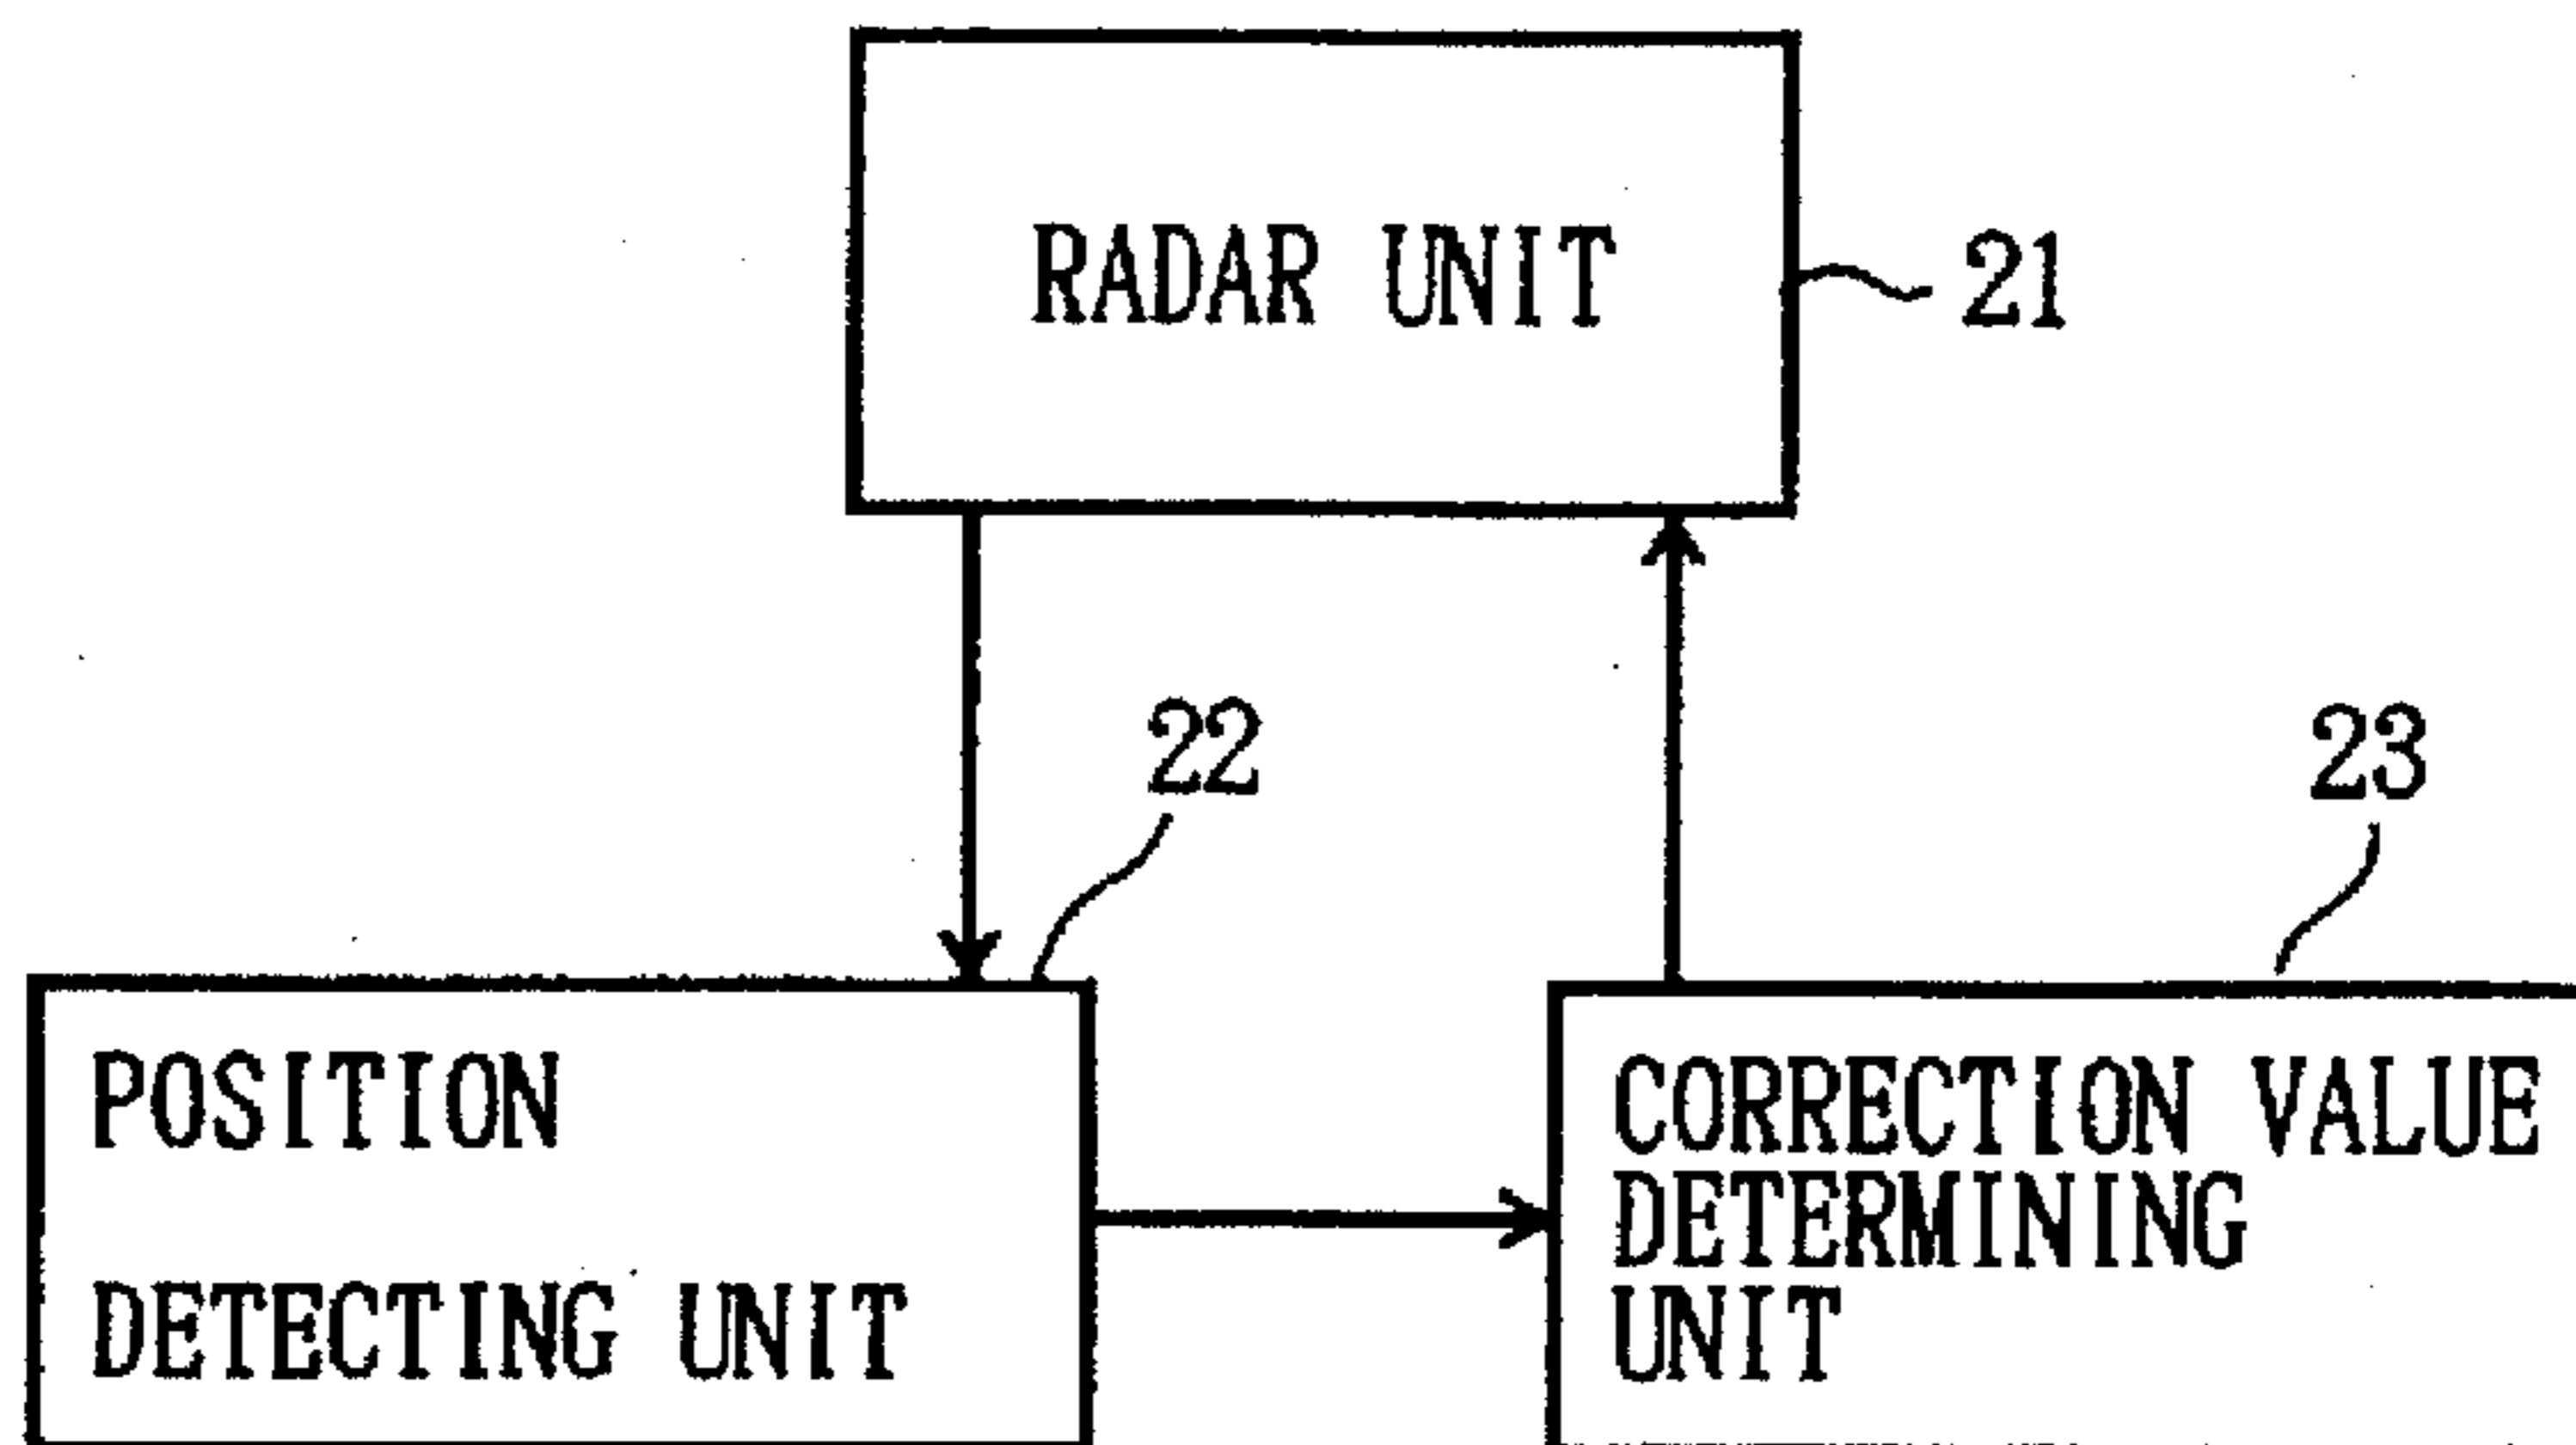 RADAR UNIT
21
22
23
POSITION
DETECTING UNIT
CORRECTION VALUE
DETERMINING
UNIT